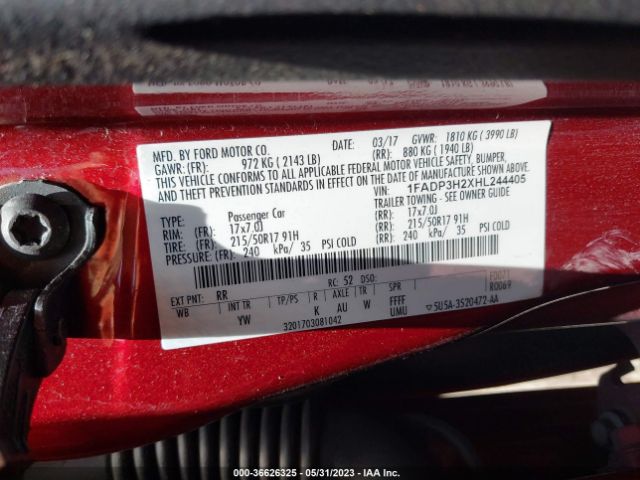 MFD. BY FORD MOTOR CO.
DATE: 03/17 GVWR: 1810 KG ( 3990 LB)
GAWR: (FR): 972 KG ( 2143 LB) (RR): 880 KG ( 1940 LB)
THIS VEHICLE CONFORMS TO ALL APPLICABLE FEDERAL MOTOR VEHICLE SAFETY, BUMPER,
AND THEFT PREVENTION STANDARDS IN EFFECT ON THE DATE OF MANUFACTURE SHOWN ABOVE.
VIN: 1FADP3H2XHL244405
TYPE: Passenger Car TRAILER TOWING - SEE OWNER GUIDE
RIM: (FR): 17x7.0J (RR): 17x7.0J
TIRE: (FR): 215/50R17 91H (RR): 215/50R17 91H
PRESSURE: (FR): 240 kPa/ 35 PSI COLD (RR): 240 kPa/ 35 PSI COLD
EXT PNT: RR RC: 52 DSO: F0021
WB INT TR TP/PS R AXLE TR SPR R0069
YW K AU W FFFF
UMU
3201703081042 5U5A-3520472-AA
000-36626325 - 05/31/2023 - IAA Inc.